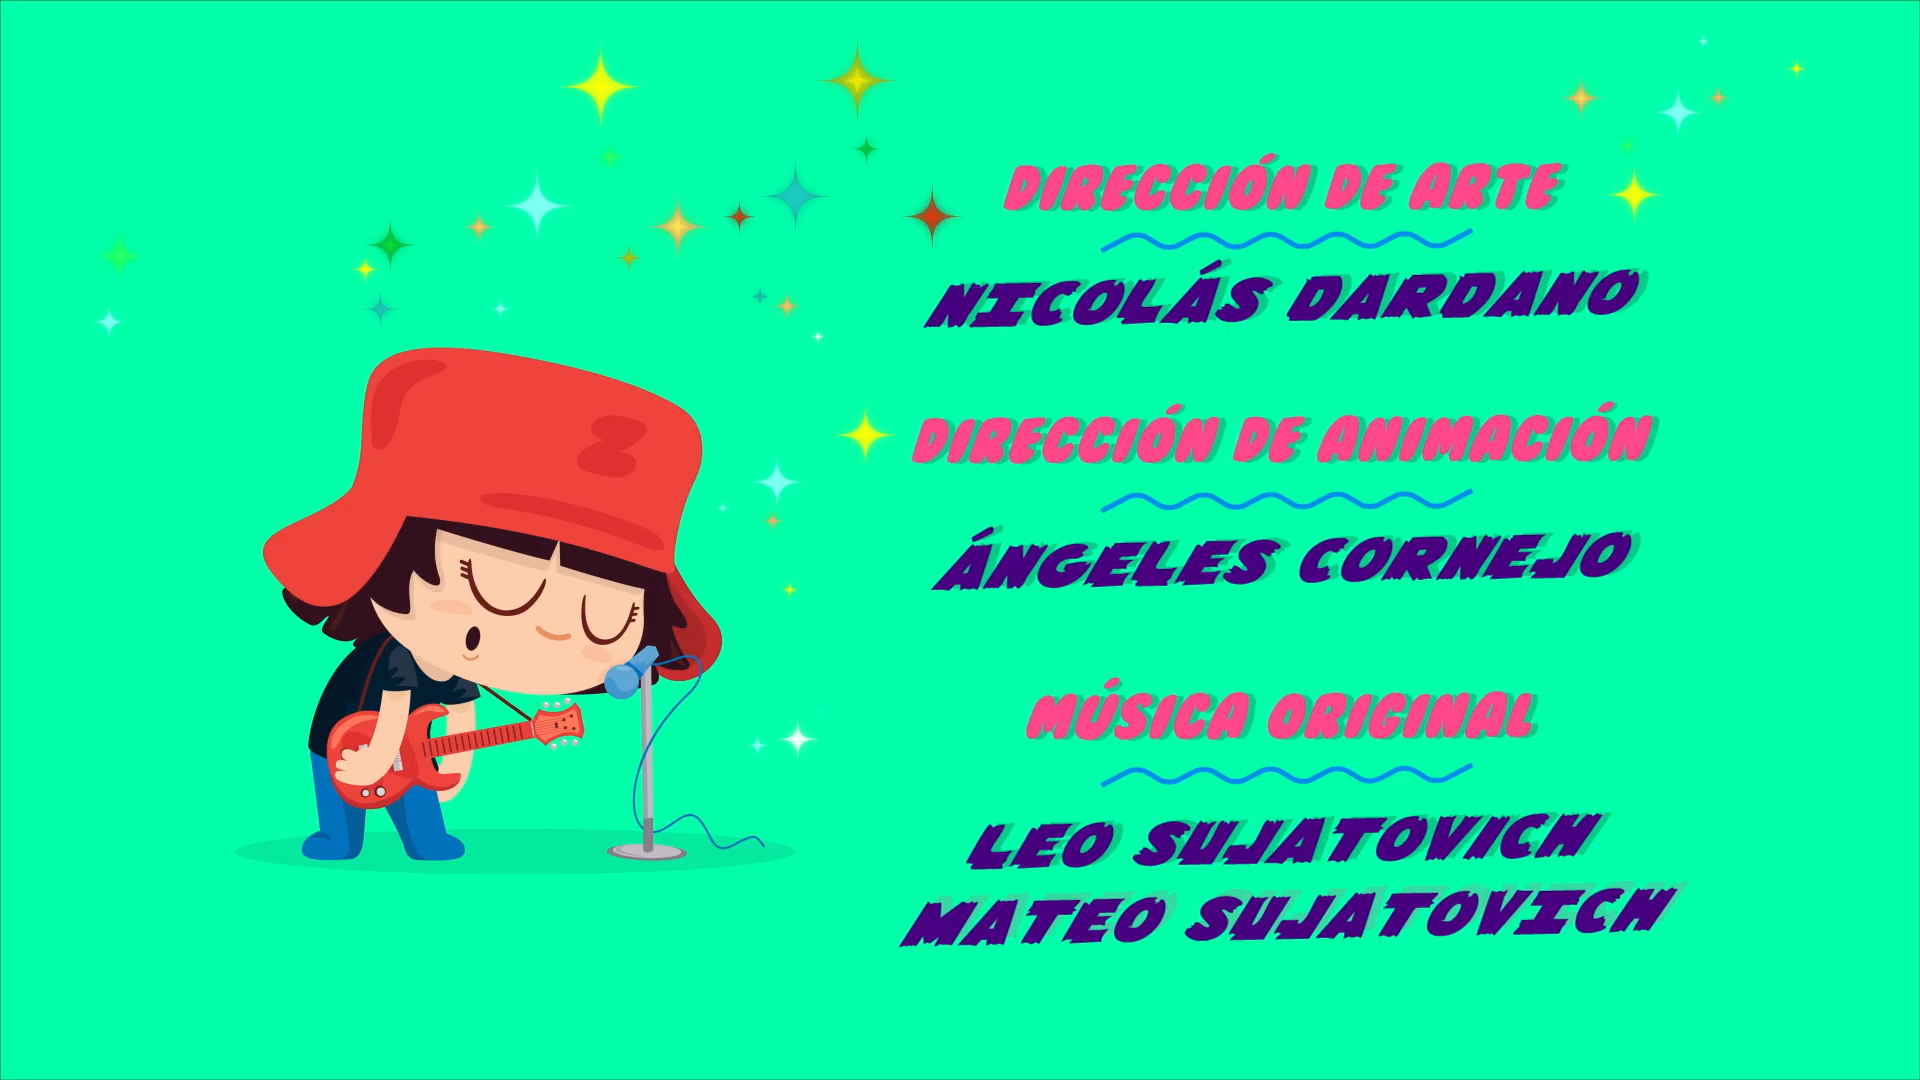 DIRECCIÓN DE ARTE
NICOLÁS DARDANO
DIRECCIÓN DE ANIMACIÓN
ÁNGELES CORNEJO
MÚSICA ORIGINAL
LEO SUJATOVICH
MATEO SUJATOVICH